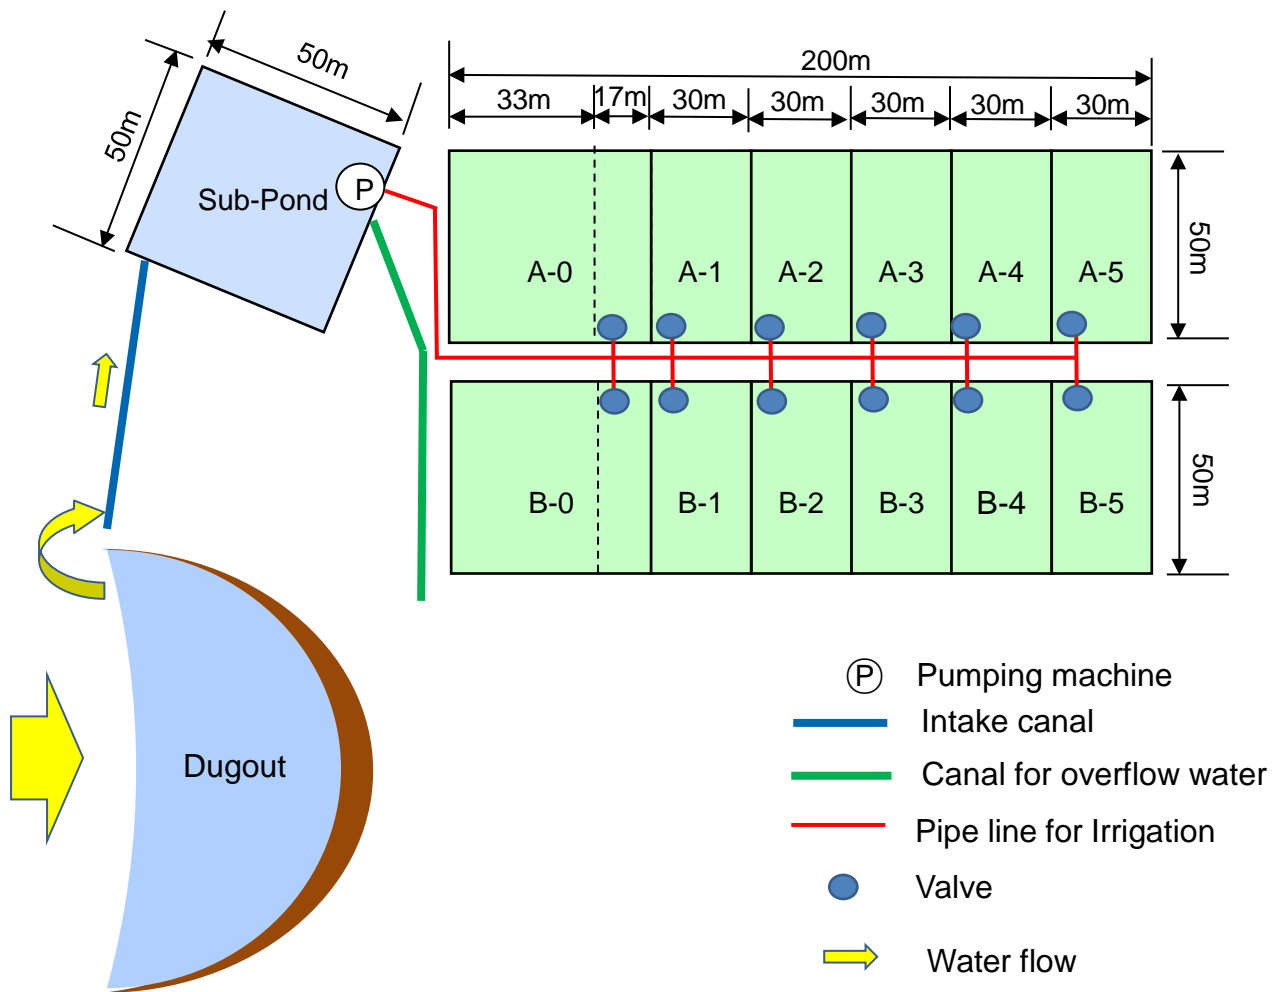 50m
50m
Sub-Pond
P
200m
33m
17m
30m
30m
30m
30m
30m
A-0
A-1
A-2
A-3
A-4
A-5
50m
B-0
B-1
B-2
B-3
B-4
B-5
50m
Dugout
P Pumping machine
Intake canal
Canal for overflow water
Pipe line for Irrigation
Valve
Water flow